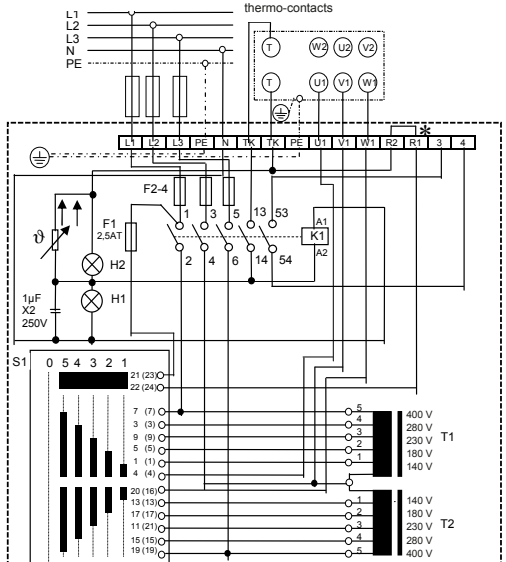 thermo-contacts
L1
L2
L3
N
PE
T W2 U2 V2
T U1 V1 W1
L1 L2 L3 PE N TK TK PE U1 V1 W1 R2 R1 3 4
*
F2-4
F1
2,5AT
1 3 5 13 53
A1
K1
A2
2 4 6 14 54
ϑ
H2
H1
1µF
X2
250V
S1 0 5 4 3 2 1
21 (23)
22 (24)
7 (7)
3 (3)
9 (9)
5 (5)
1 (1)
4 (4)
20 (16)
13 (13)
17 (17)
11 (21)
15 (15)
19 (19)
5 400 V
4 280 V
3 230 V T1
2 180 V
1 140 V
1 140 V
2 180 V
3 230 V T2
4 280 V
5 400 V